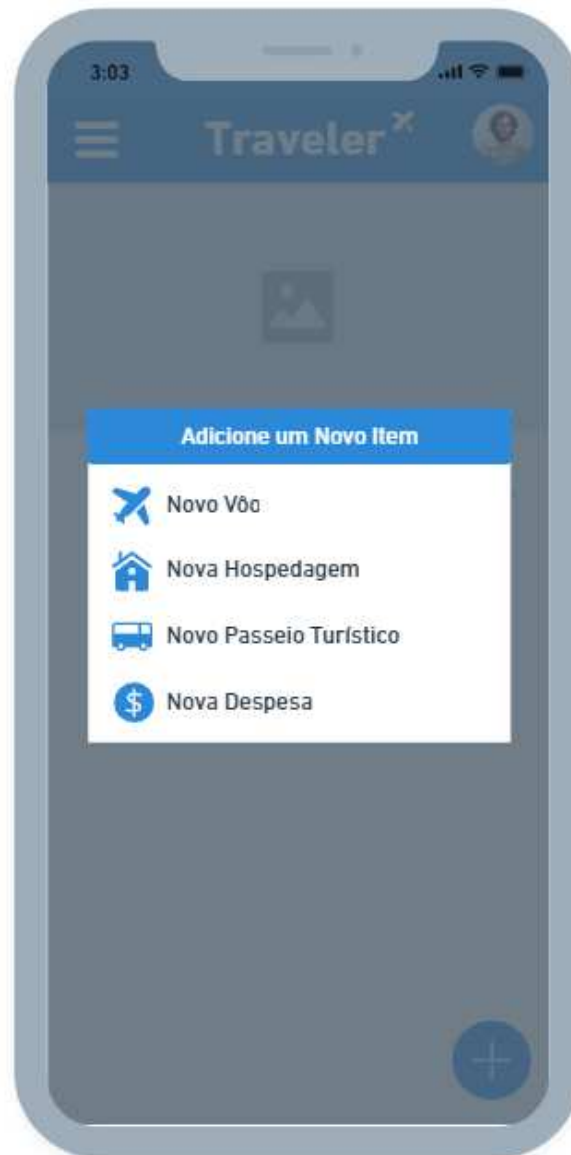 3:03
Traveler
Adicione um Novo Item
Novo Vôo
Nova Hospedagem
Novo Passeio Turístico
$ Nova Despesa